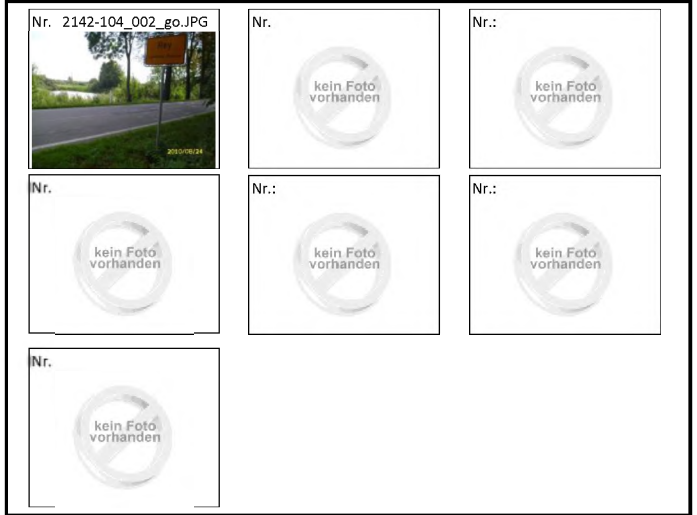 Nr. 2142-104_002_go.JPG
Rey
2010/08/24
Nr.
kein Foto
vorhanden
Nr.:
kein Foto
vorhanden
Nr.
kein Foto
vorhanden
Nr.:
kein Foto
vorhanden
Nr.:
kein Foto
vorhanden
Nr.
kein Foto
vorhanden